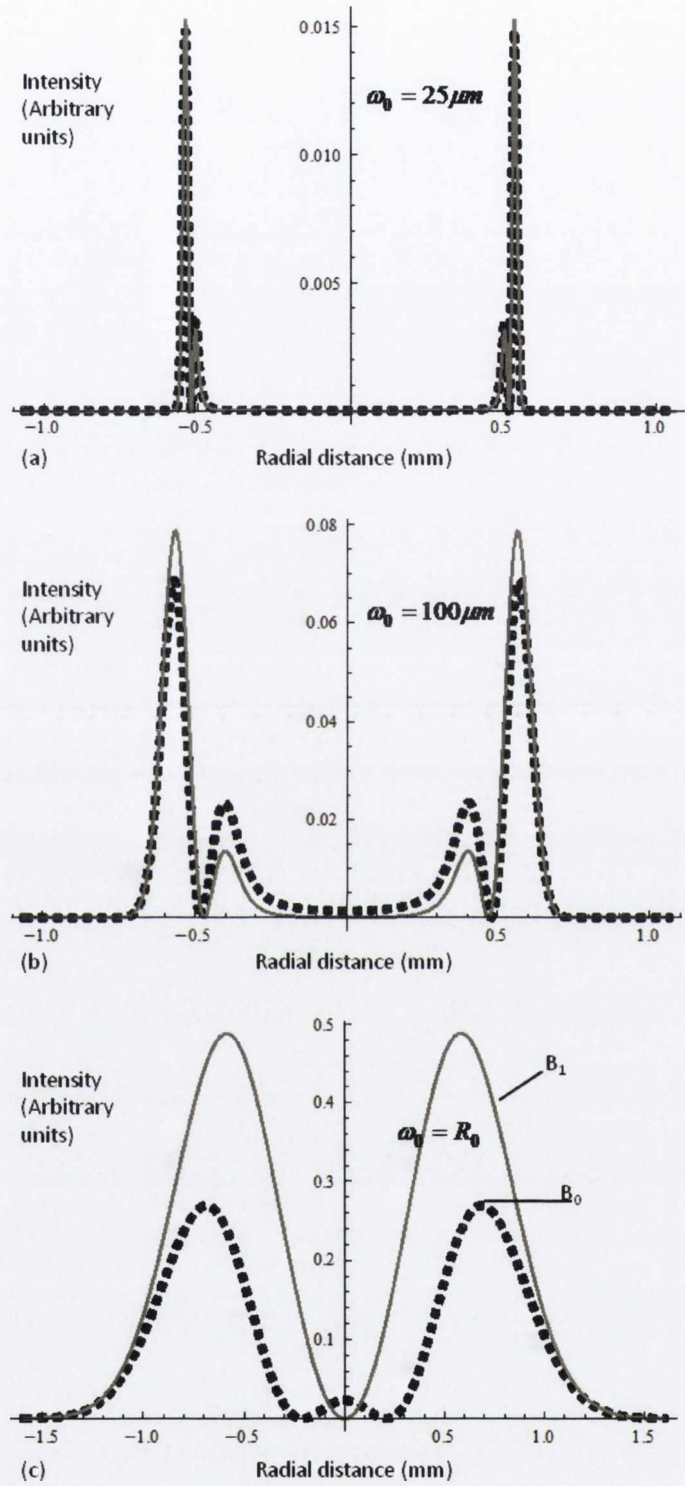 0.015
Intensity
(Arbitrary
units)
ω₀ = 25μm
0.010
0.005
−1.0 −0.5 0.5 1.0
(a) Radial distance (mm)
0.08
Intensity
(Arbitrary
units)
ω₀ = 100μm
0.06
0.04
0.02
−1.0 −0.5 0.5 1.0
(b) Radial distance (mm)
0.5
Intensity
(Arbitrary
units)
B₁
0.4
ω₀ = R₀
0.3
B₀
0.2
0.1
−1.5 −1.0 −0.5 0.5 1.0 1.5
(c) Radial distance (mm)